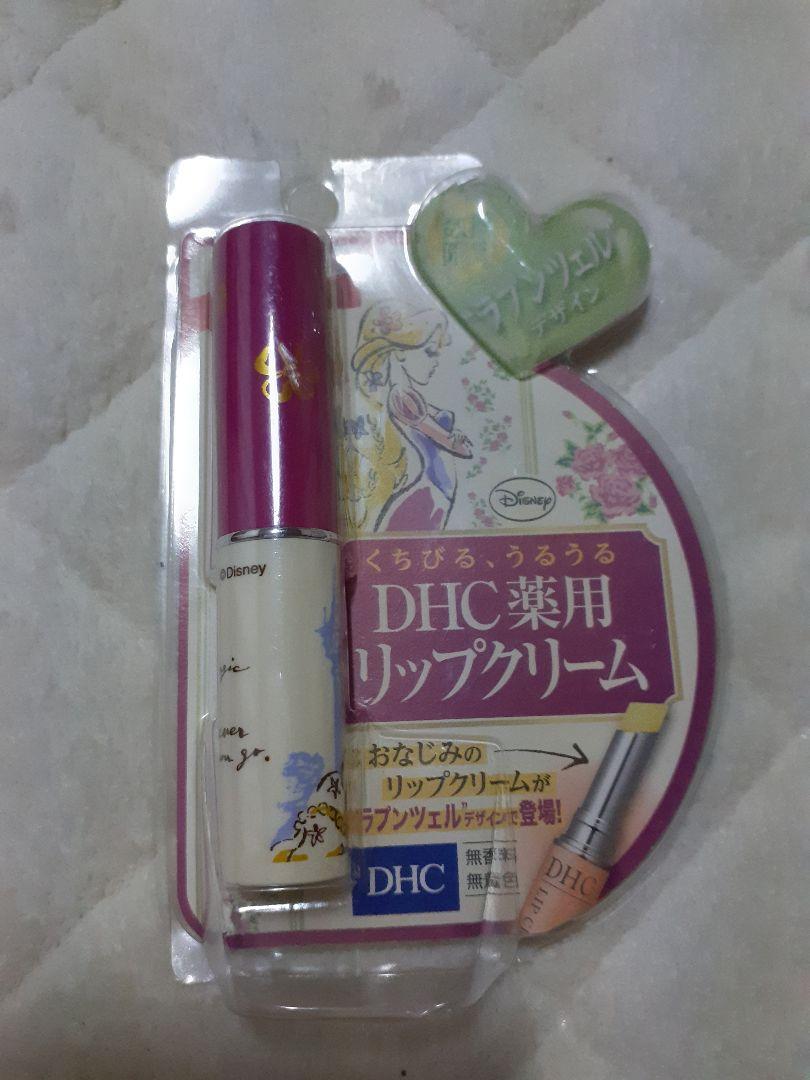 ラプンツェル
デザイン
Disney
©Disney
くちびる、うるうる
DHC薬用
リップクリーム
you go.
おなじみの
リップクリームが
"ラプンツェル"デザインで登場!
DHC
無香料
無着色
DHC
LIP